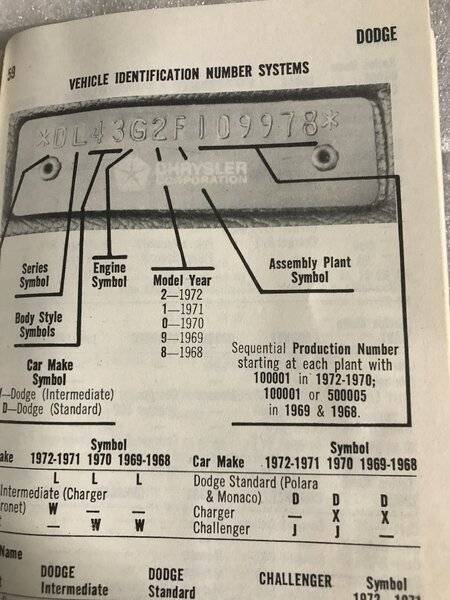 DODGE
59
VEHICLE IDENTIFICATION NUMBER SYSTEMS
*DL43G2F109978*
CHRYSLER
CORPORATION
Series
Symbol
Engine
Symbol
Model Year
2—1972
1—1971
0—1970
9—1969
8—1968
Assembly Plant
Symbol
Body Style
Symbols
Sequential Production Number
starting at each plant with
100001 in 1972-1970;
100001 or 500005
in 1969 & 1968.
Car Make
Symbol
—Dodge (Intermediate)
D—Dodge (Standard)
Symbol
ake 1972-1971 1970 1969-1968
L L L
Intermediate (Charger
ronet) W — —
— W W
Symbol
Car Make 1972-1971 1970 1969-1968
Dodge Standard (Polara
& Monaco) D D D
Charger — X X
Challenger J J —
Name
DODGE
Intermediate
DODGE
Standard
CHALLENGER
Symbol
1972 1971